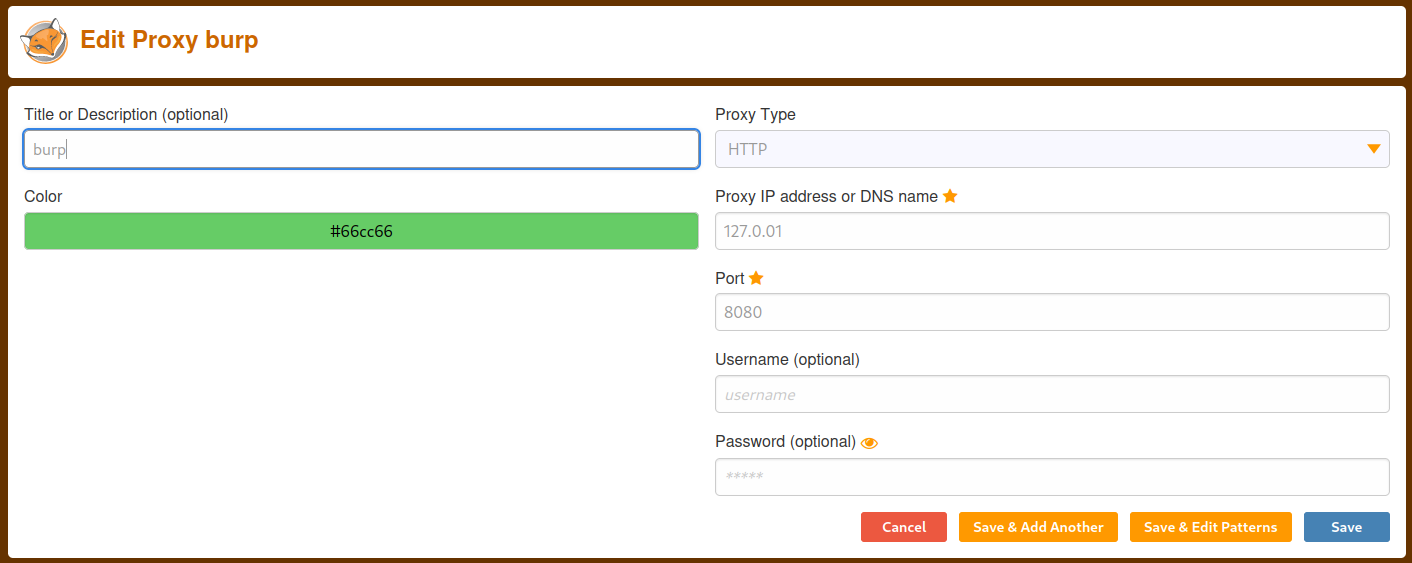 Edit Proxy burp
Title or Description (optional)
burp
Color
#66cc66
Proxy Type
HTTP
Proxy IP address or DNS name
127.0.01
Port
8080
Username (optional)
username
Password (optional)
*****
Cancel
Save & Add Another
Save & Edit Patterns
Save